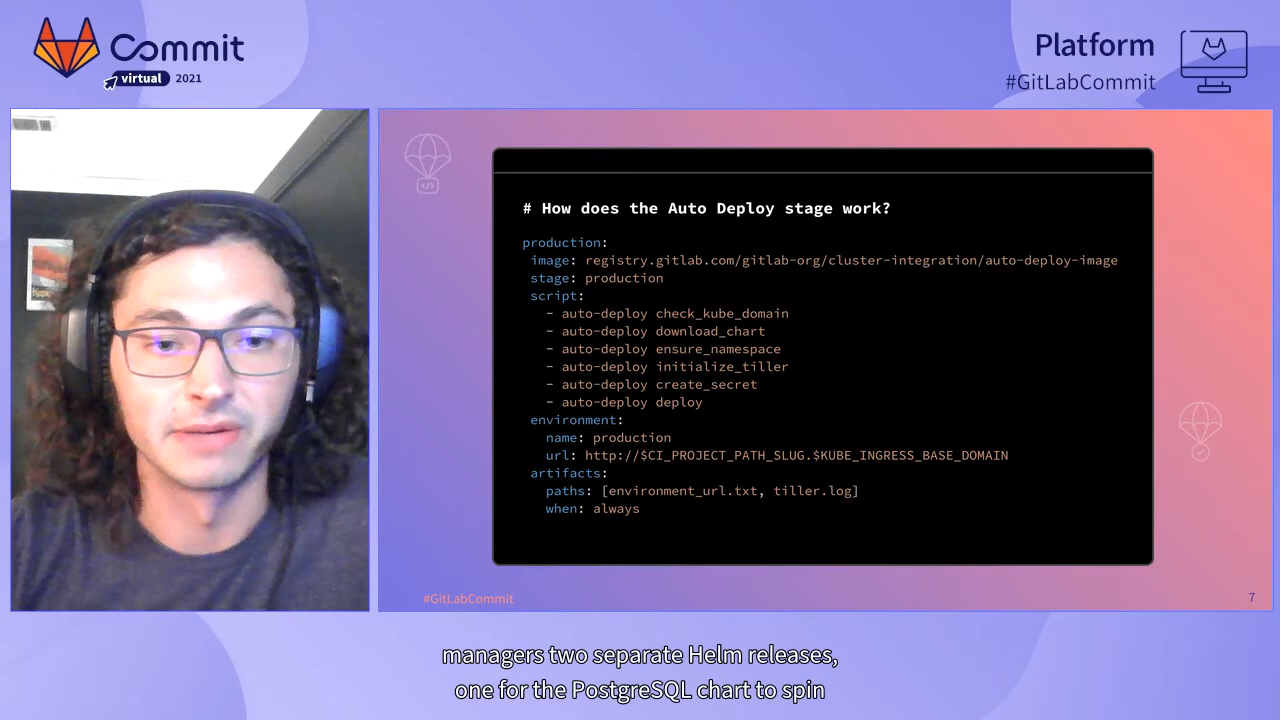 Commit
virtual 2021
Platform
#GitLabCommit
# How does the Auto Deploy stage work?
production:
image: registry.gitlab.com/gitlab-org/cluster-integration/auto-deploy-image
stage: production
script:
- auto-deploy check_kube_domain
- auto-deploy download_chart
- auto-deploy ensure_namespace
- auto-deploy initialize_tiller
- auto-deploy create_secret
- auto-deploy deploy
environment:
name: production
url: http://$CI_PROJECT_PATH_SLUG.$KUBE_INGRESS_BASE_DOMAIN
artifacts:
paths: [environment_url.txt, tiller.log]
when: always
#GitLabCommit
7
managers two separate Helm releases,
one for the PostgreSQL chart to spin